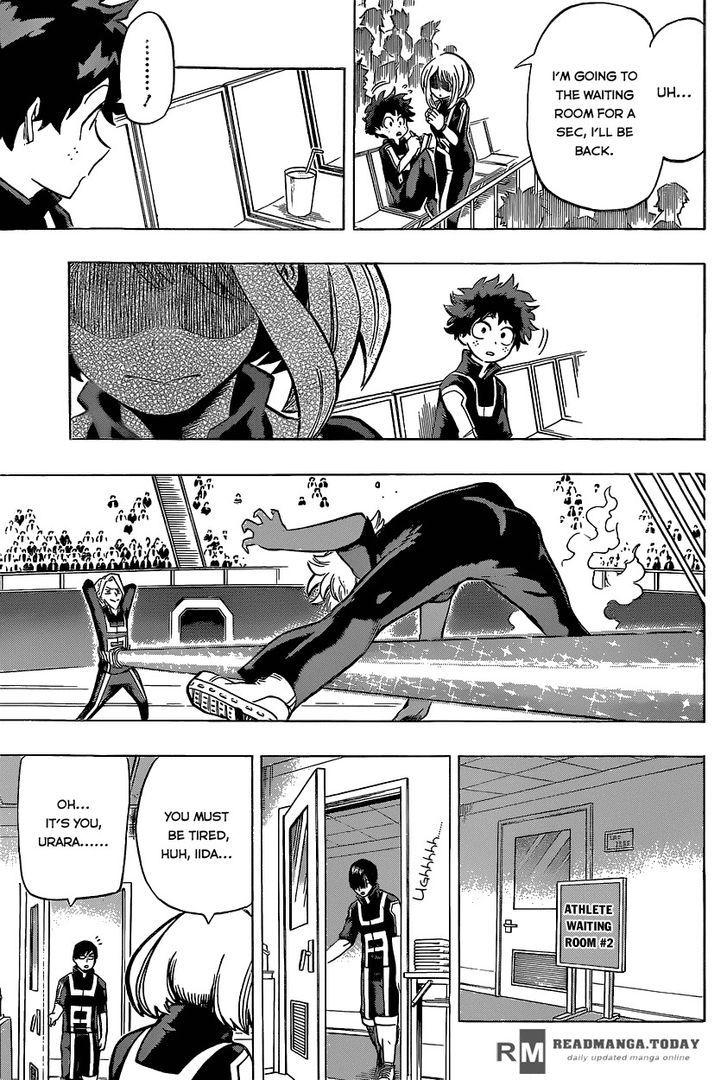 UH...
I'M GOING TO
THE WAITING
ROOM FOR A
SEC, I'LL BE
BACK.
.......
ATHLETE
WAITING
ROOM #2
Ughhhh......
YOU MUST
BE TIRED,
HUH, IIDA...
OH...
IT'S YOU,
URARA......
RM
READMANGA.TODAY
daily updated manga online